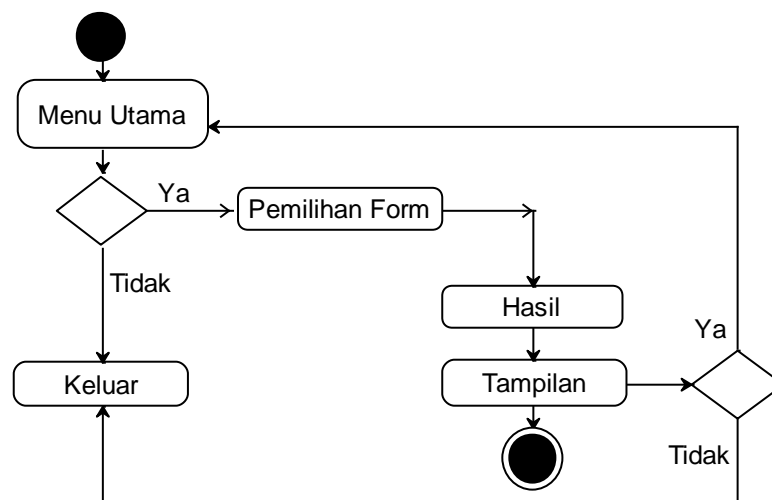 Menu Utama
Ya
Pemilihan Form
Tidak
Hasil
Ya
Keluar
Tampilan
Tidak